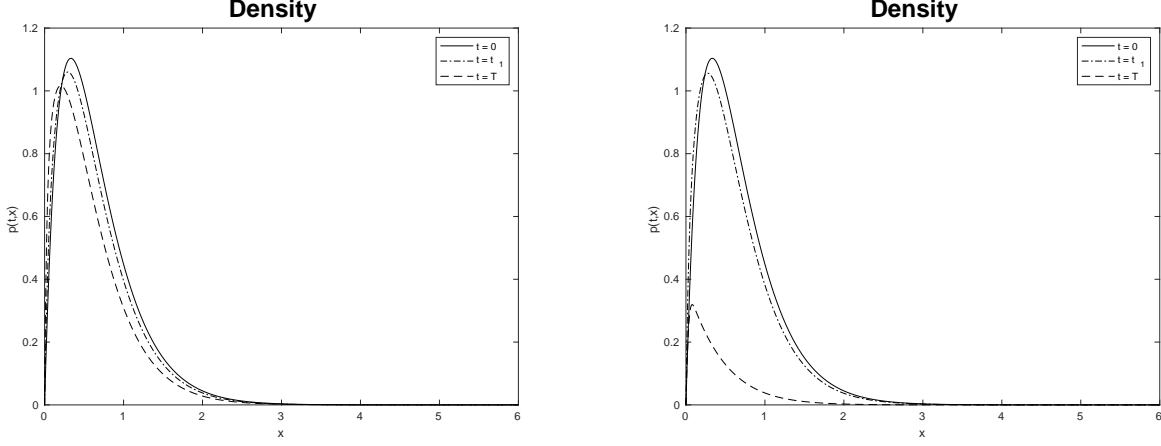 Density
1.2
1
0.8
0.6
0.4
0.2
0
p(t,x)
t = 0
t = t 1
t = T
0 1 2 3 4 5 6
x
Density
1.2
1
0.8
0.6
0.4
0.2
0
p(t,x)
t = 0
t = t 1
t = T
0 1 2 3 4 5 6
x